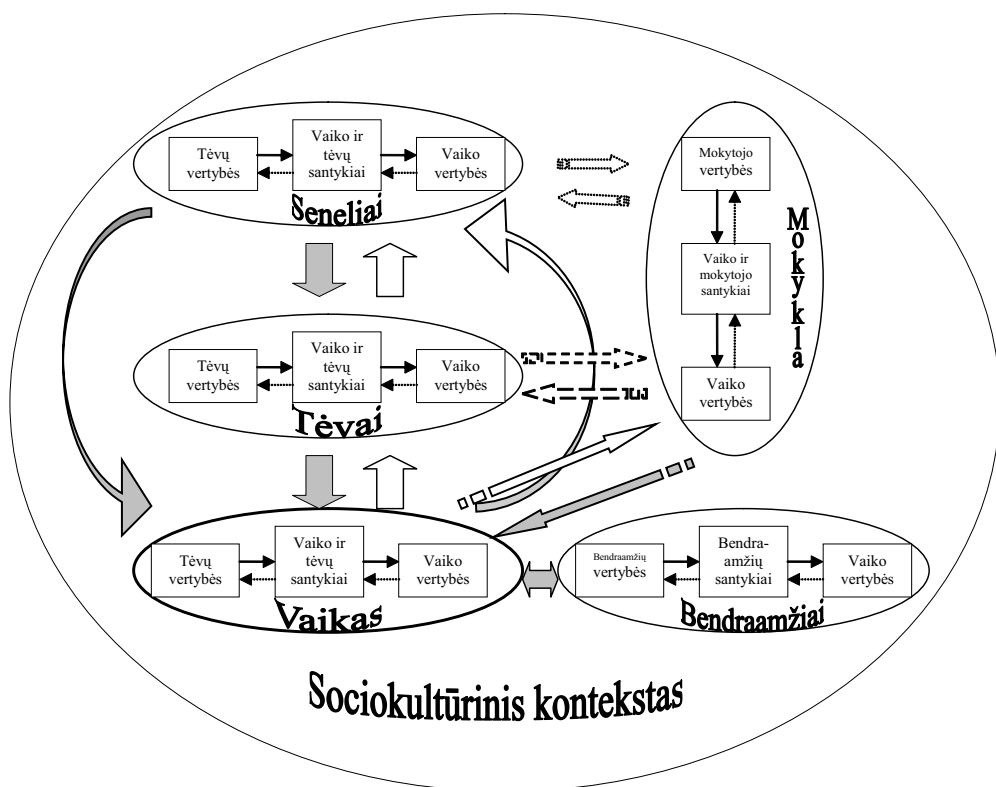 Tėvų
vertybės
Vaiko ir
tėvų
santykiai
Vaiko
vertybės
Seneliai
Mokytojo
vertybės
Vaiko ir
mokytojo
santykiai
Vaiko
vertybės
Mokykla
Tėvų
vertybės
Vaiko ir
tėvų
santykiai
Vaiko
vertybės
Tėvai
Tėvų
vertybės
Vaiko ir
tėvų
santykiai
Vaiko
vertybės
Vaikas
Bendraamžių
vertybės
Bendra-
amžių
santykiai
Vaiko
vertybės
Bendraamžiai
Sociokultūrinis kontekstas